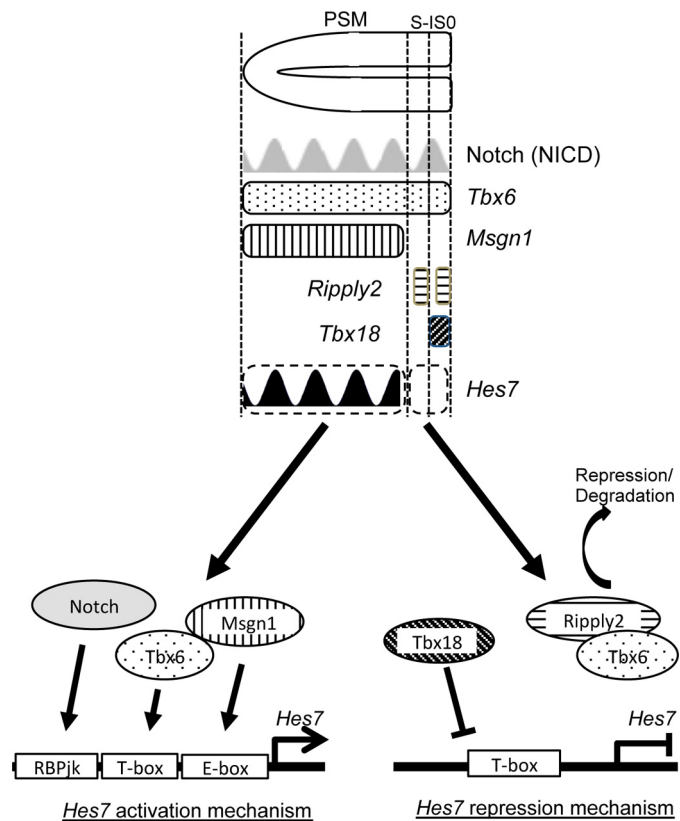 PSM
S-IS0
Notch (NICD)
Tbx6
Msgn1
Ripply2
Tbx18
Hes7
Repression/
Degradation
Notch
Msgn1
Tbx6
Ripply2
Tbx18
Tbx6
Hes7
Hes7
RBPjk
T-box
E-box
T-box
Hes7 activation mechanism
Hes7 repression mechanism